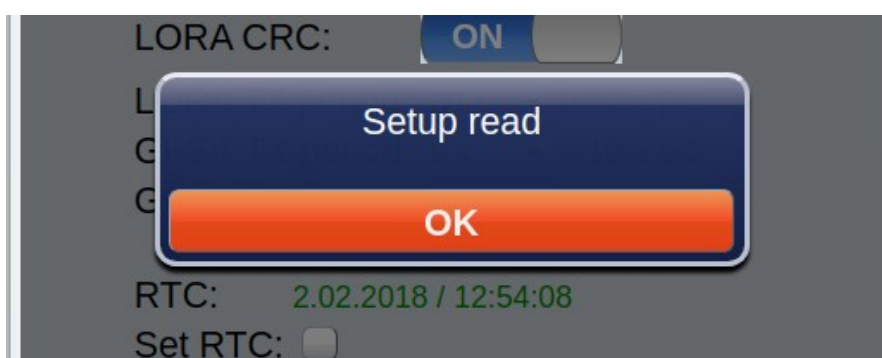 LORA CRC: ON
L
Setup read
G
G
OK
RTC: 2.02.2018 / 12:54:08
Set RTC: